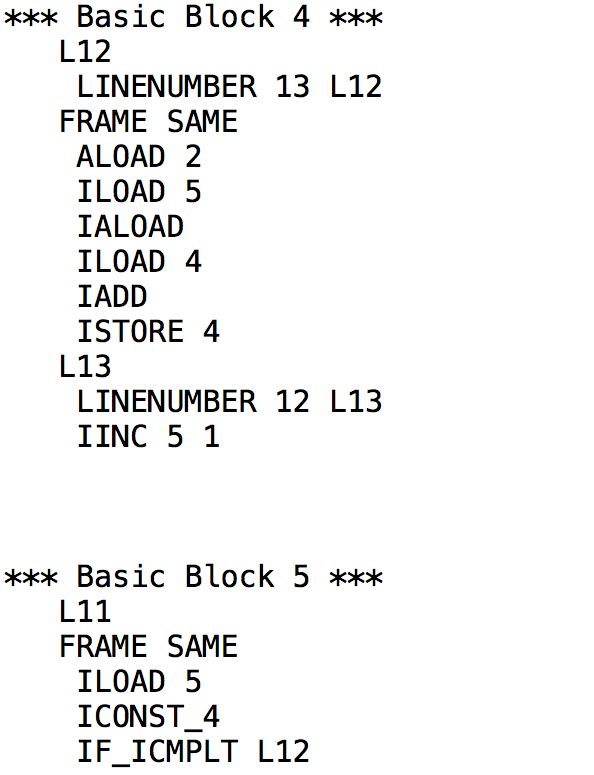 *** Basic Block 4 ***
L12
LINENUMBER 13 L12
FRAME SAME
ALOAD 2
ILOAD 5
IALOAD
ILOAD 4
IADD
ISTORE 4
L13
LINENUMBER 12 L13
IINC 5 1
*** Basic Block 5 ***
L11
FRAME SAME
ILOAD 5
ICONST_4
IF_ICMPLT L12